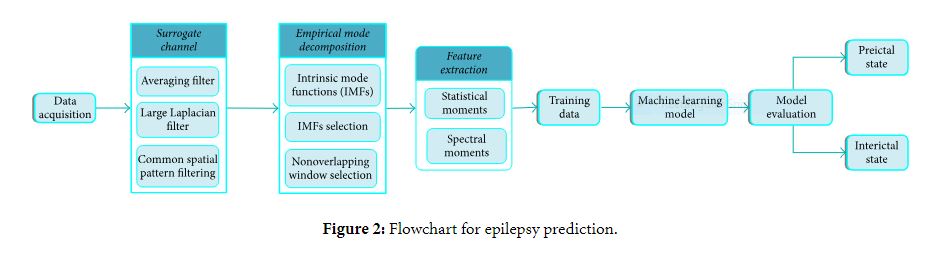 Data
acquisition
Surrogate
channel
Averaging filter
Large Laplacian
filter
Common spatial
pattern filtering
Empirical mode
decomposition
Intrinsic mode
functions (IMFs)
IMFs selection
Nonoverlapping
window selection
Feature
extraction
Statistical
moments
Spectral
moments
Training
data
Machine learning
model
Model
evaluation
Preictal
state
Interictal
state
Figure 2: Flowchart for epilepsy prediction.